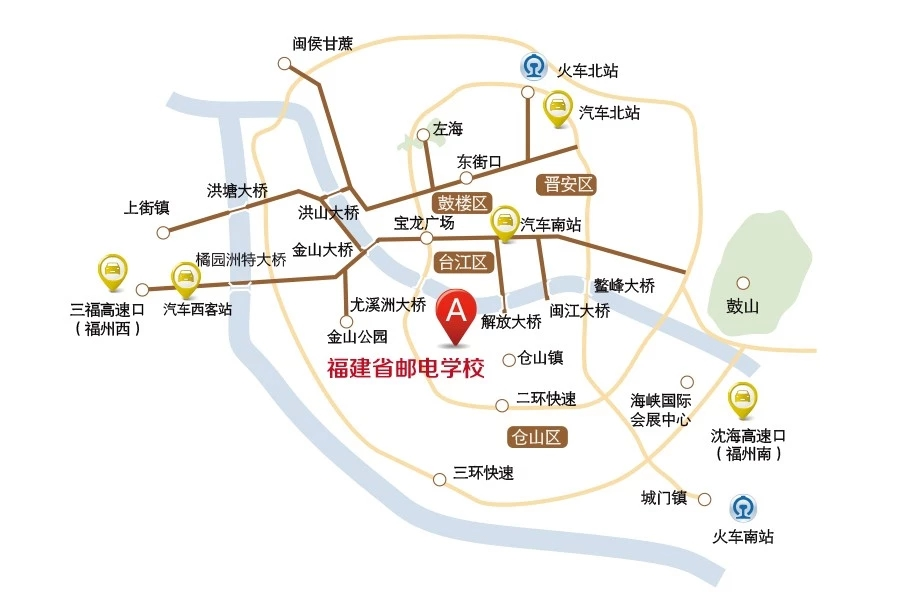 闽侯甘蔗
火车北站
汽车北站
左海
东街口
晋安区
洪塘大桥
鼓楼区
上街镇
洪山大桥
宝龙广场
汽车南站
金山大桥
橘园洲特大桥
台江区
鳌峰大桥
三福高速口
（福州西）
汽车西客站
尤溪洲大桥
A
解放大桥
闽江大桥
鼓山
金山公园
福建省邮电学校
仓山镇
二环快速
海峡国际
会展中心
仓山区
沈海高速口
（福州南）
三环快速
城门镇
火车南站